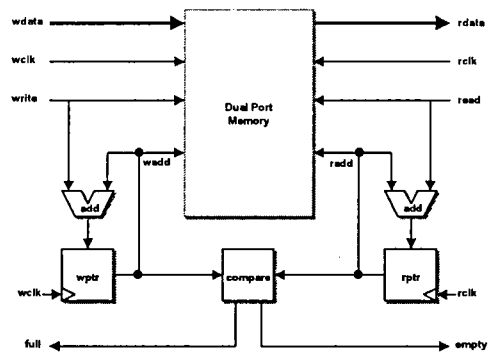 wdata
rdata
wclk
rclk
write
read
Dual Port
Memory
wadd
radd
add
add
wptr
compare
rptr
wclk
rclk
full
empty